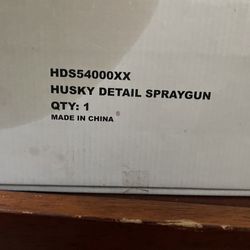 HDS54000XX
HUSKY DETAIL SPRAYGUN
QTY: 1
MADE IN CHINA